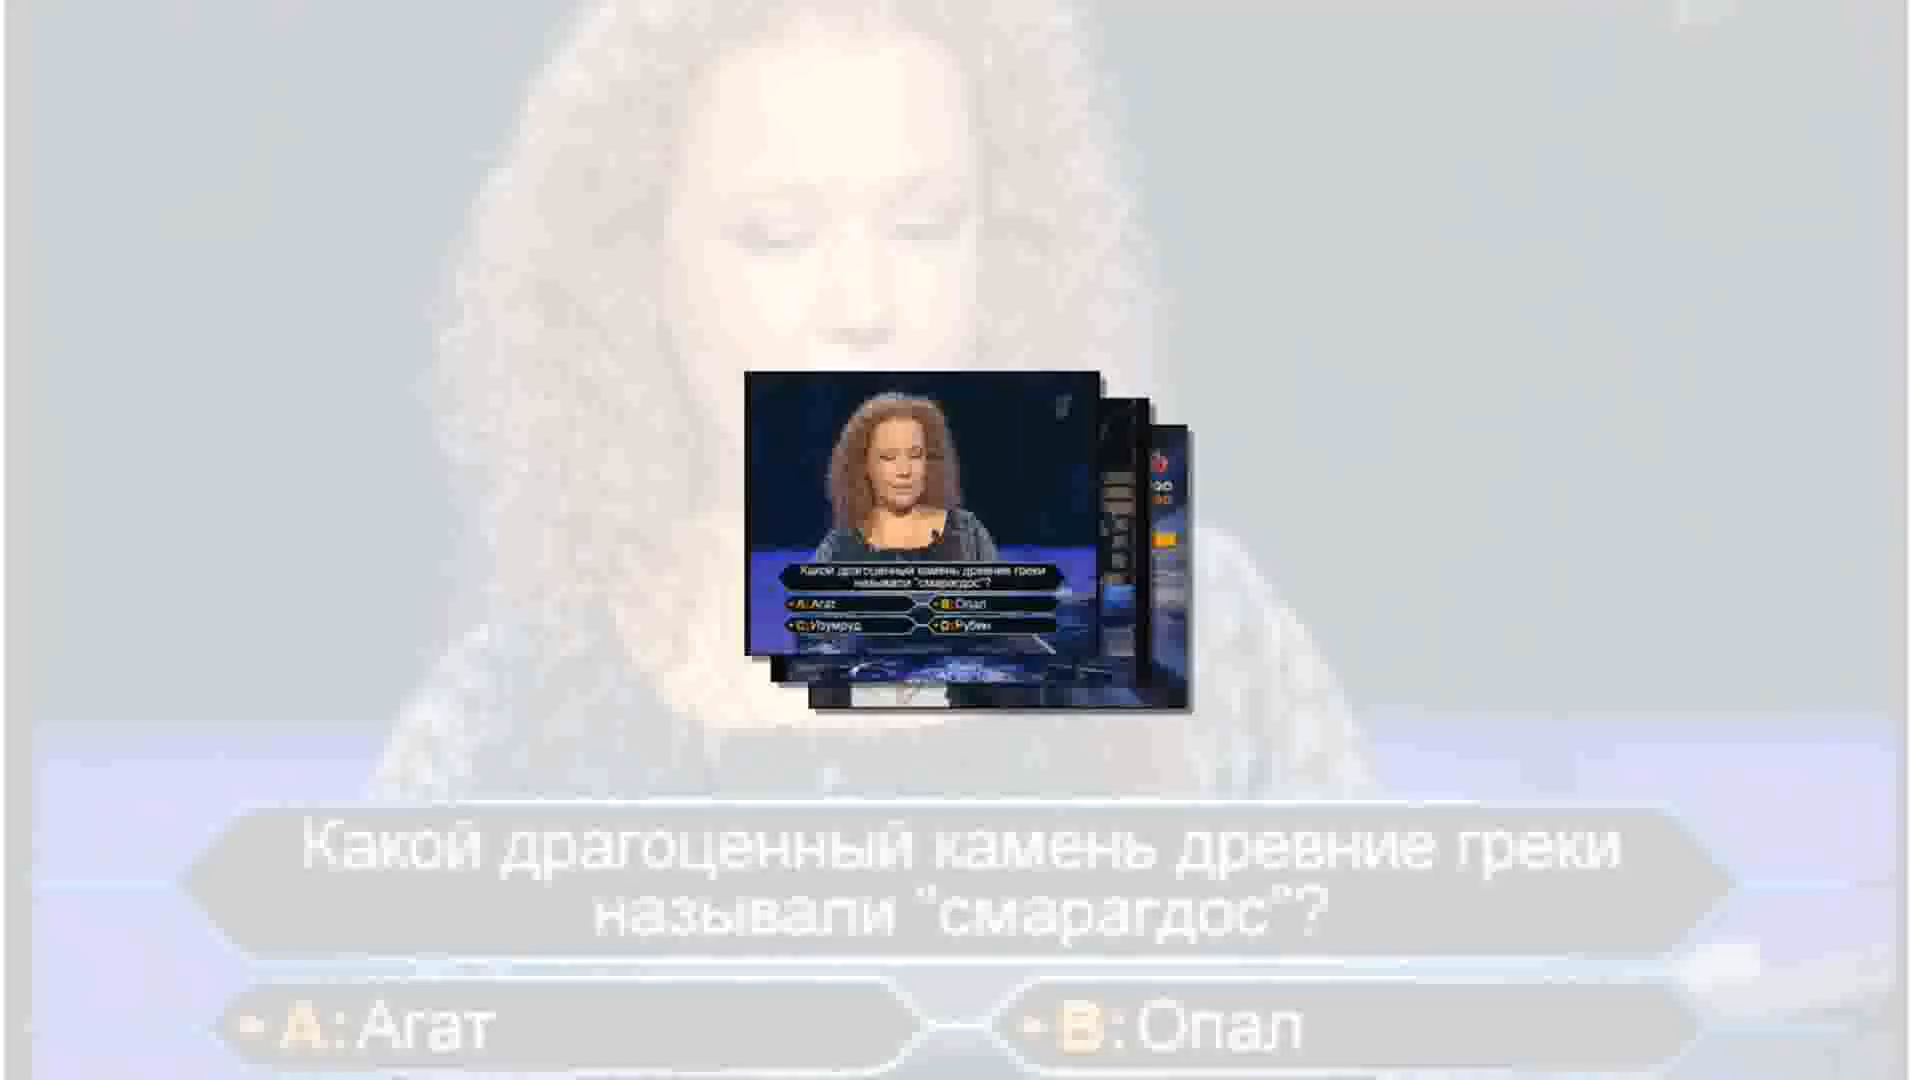 Какой драгоценный камень древние греки
называли "смарагдос"?
• A: Агат
• B: Опал
Какой драгоценный камень древние греки
называли "смарагдос"?
• A: Агат
• B: Опал
• C: Изумруд
• D: Рубин